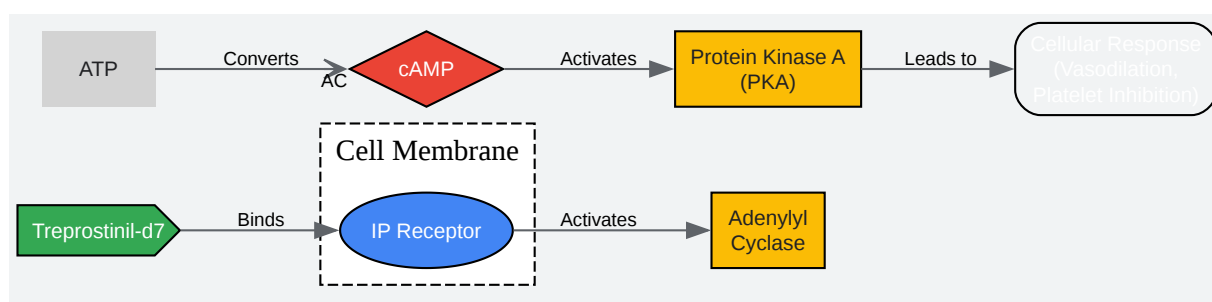 ATP
Converts
AC
cAMP
Activates
Protein Kinase A
(PKA)
Leads to
Cellular Response
(Vasodilation,
Platelet Inhibition)
Cell Membrane
Treprostinil-d7
Binds
IP Receptor
Activates
Adenylyl
Cyclase